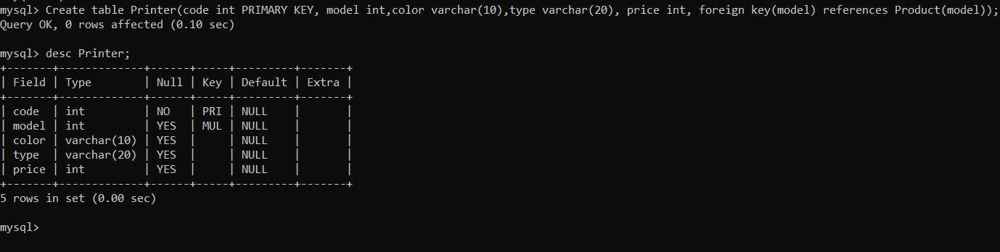 mysql> Create table Printer(code int PRIMARY KEY, model int,color varchar(10),type varchar(20), price int, foreign key(model) references Product(model));
Query OK, 0 rows affected (0.10 sec)

mysql> desc Printer;
+-------+-------------+------+-----+---------+-------+
| Field | Type        | Null | Key | Default | Extra |
+-------+-------------+------+-----+---------+-------+
| code  | int         | NO   | PRI | NULL    |       |
| model | int         | YES  | MUL | NULL    |       |
| color | varchar(10) | YES  |     | NULL    |       |
| type  | varchar(20) | YES  |     | NULL    |       |
| price | int         | YES  |     | NULL    |       |
+-------+-------------+------+-----+---------+-------+
5 rows in set (0.00 sec)

mysql>